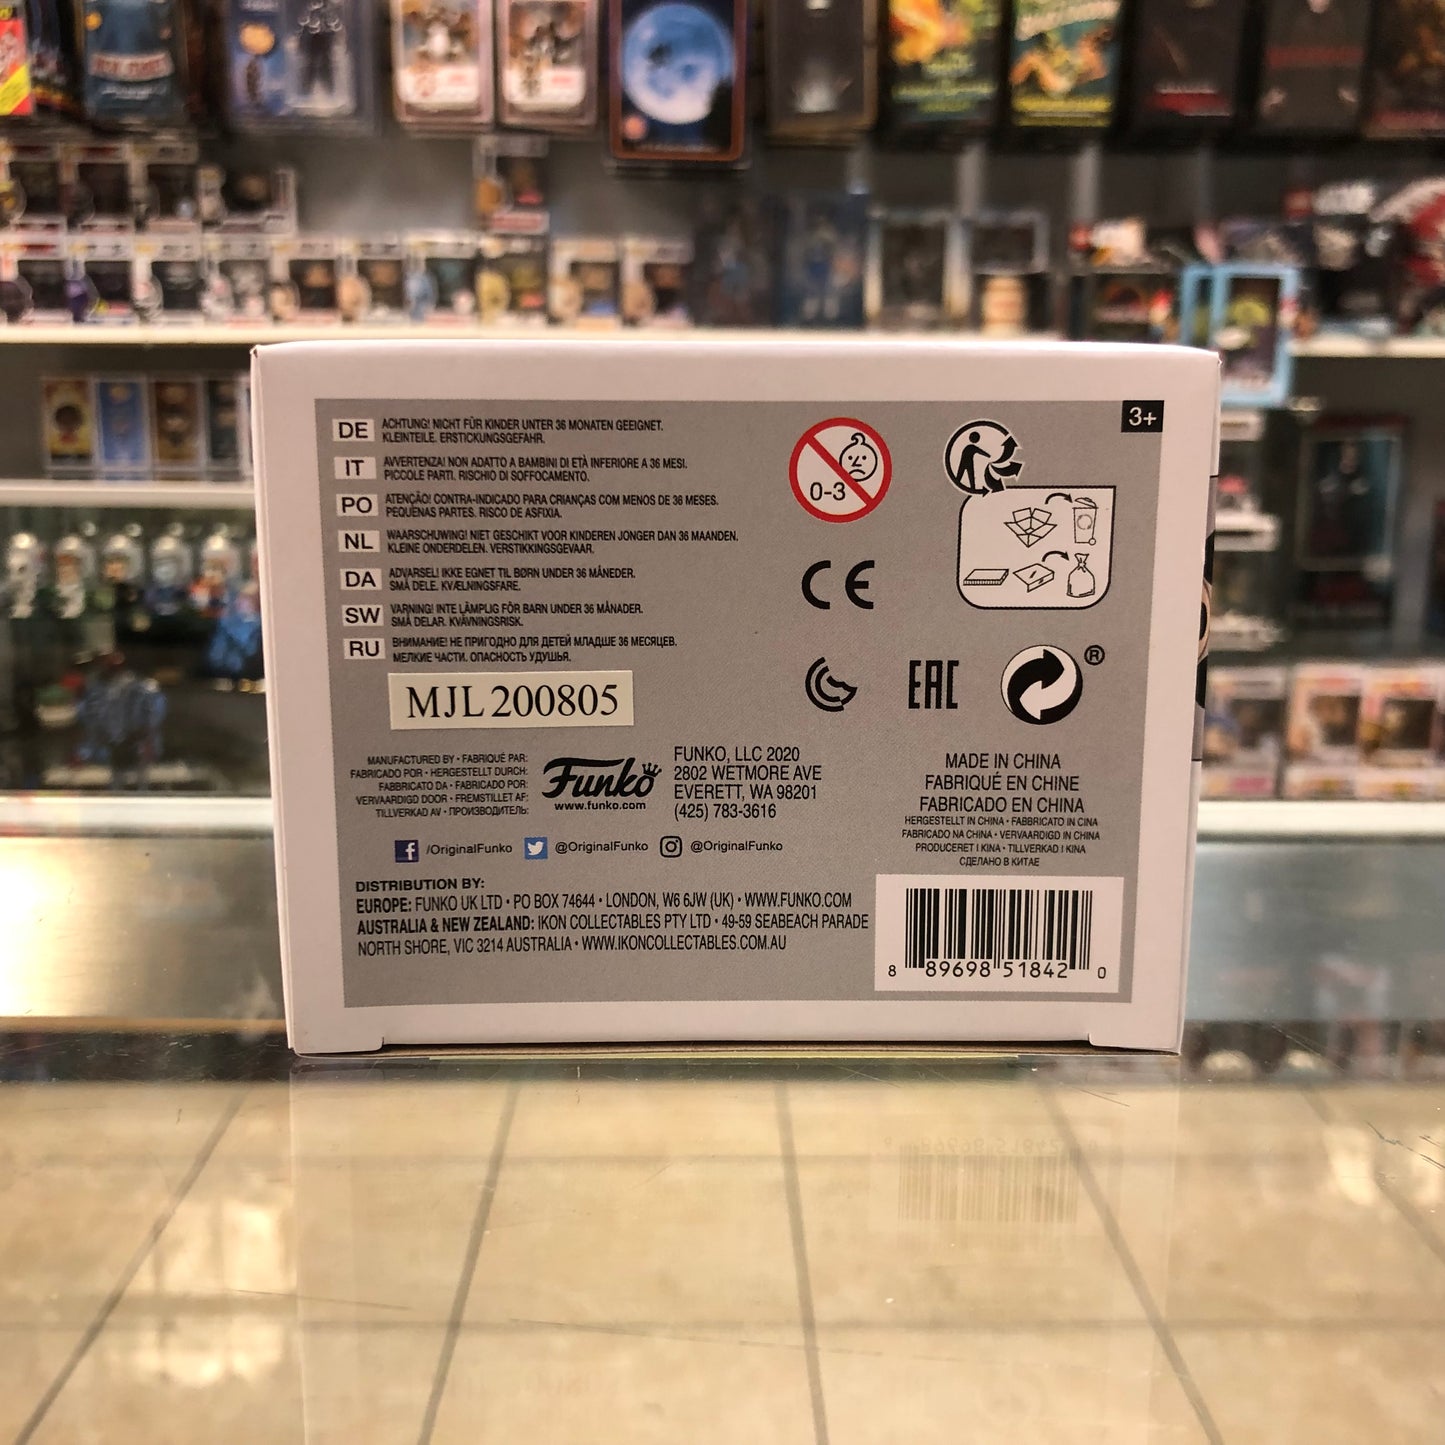 DE ACHTUNG! NICHT FÜR KINDER UNTER 36 MONATEN GEEIGNET.
KLEINTEILE. ERSTICKUNGSGEFAHR.
IT AVVERTENZA! NON ADATTO A BAMBINI DI ETÀ INFERIORE A 36 MESI.
PICCOLE PARTI. RISCHIO DI SOFFOCAMENTO.
PO ATENÇÃO! CONTRA-INDICADO PARA CRIANÇAS COM MENOS DE 36 MESES.
PEQUENAS PARTES. RISCO DE ASFIXIA.
NL WAARSCHUWING! NIET GESCHIKT VOOR KINDEREN JONGER DAN 36 MAANDEN.
KLEINE ONDERDELEN. VERSTIKKINGSGEVAAR.
DA ADVARSEL! IKKE EGNET TIL BØRN UNDER 36 MÅNEDER.
SMÅ DELE. KVÆLNINGSFARE.
SW VARNING! INTE LÄMPLIG FÖR BARN UNDER 36 MÅNADER.
SMÅ DELAR. KVÄVNINGSRISK.
RU ВНИМАНИЕ! НЕ ПРИГОДНО ДЛЯ ДЕТЕЙ МЛАДШЕ 36 МЕСЯЦЕВ.
МЕЛКИЕ ЧАСТИ. ОПАСНОСТЬ УДУШЬЯ.
MJL 200805
0-3
3+
CE
EAC
®
MANUFACTURED BY • FABRIQUÉ PAR:
FABRICADO POR • HERGESTELLT DURCH:
FABBRICATO DA • FABRICADO POR:
VERVAARDIGD DOOR • FREMSTILLET AF:
TILLVERKAD AV • ПРОИЗВОДИТЕЛЬ:
Funko
www.funko.com
FUNKO, LLC 2020
2802 WETMORE AVE
EVERETT, WA 98201
(425) 783-3616
MADE IN CHINA
FABRIQUÉ EN CHINE
FABRICADO EN CHINA
HERGESTELLT IN CHINA • FABBRICATO IN CINA
FABRICADO NA CHINA • VERVAARDIGD IN CHINA
PRODUCERET I KINA • TILLVERKAD I KINA
СДЕЛАНО В КИТАЕ
/OriginalFunko @OriginalFunko @OriginalFunko
DISTRIBUTION BY:
EUROPE: FUNKO UK LTD • PO BOX 74644 • LONDON, W6 6JW (UK) • WWW.FUNKO.COM
AUSTRALIA & NEW ZEALAND: IKON COLLECTABLES PTY LTD • 49-59 SEABEACH PARADE
NORTH SHORE, VIC 3214 AUSTRALIA • WWW.IKONCOLLECTABLES.COM.AU
8 89698 51842 0